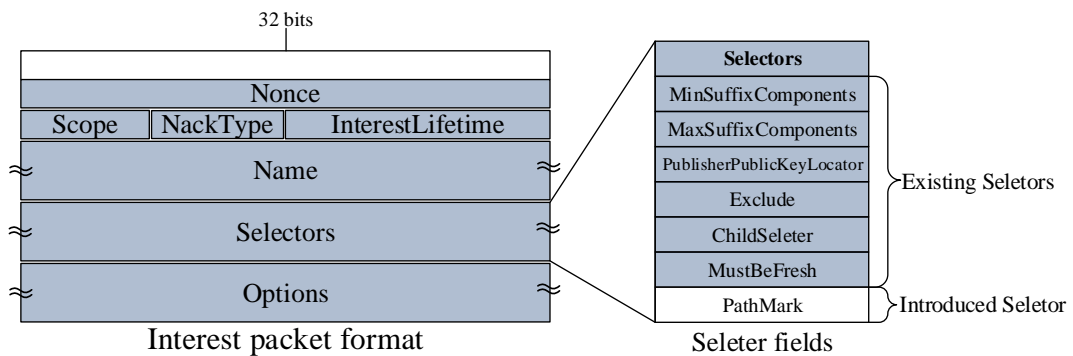 32 bits
Nonce
Scope NackType InterestLifetime
Name
Selectors
Options
Interest packet format
Selectors
MinSuffixComponents
MaxSuffixComponents
PublisherPublicKeyLocator
Exclude
ChildSeleter
MustBeFresh
PathMark
Existing Seletors
Introduced Seletor
Seleter fields